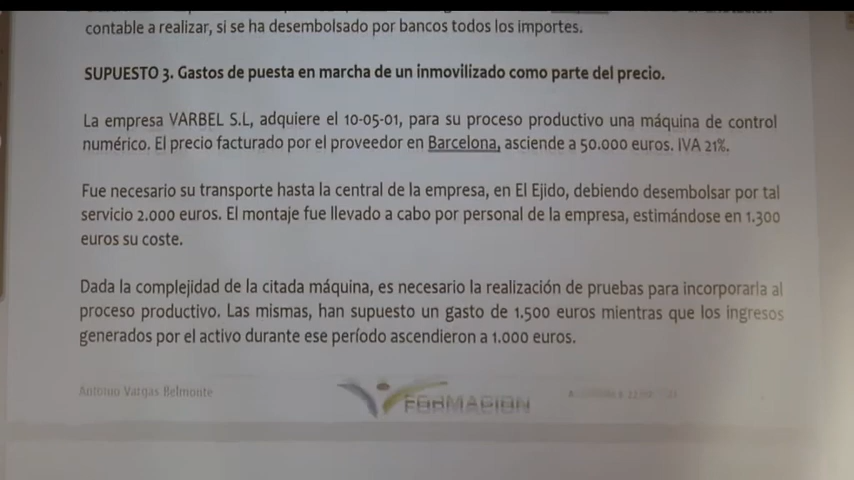 contable a realizar, si se ha desembolsado por bancos todos los importes.
SUPUESTO 3. Gastos de puesta en marcha de un inmovilizado como parte del precio.
La empresa VARBEL S.L, adquiere el 10-05-01, para su proceso productivo una máquina de control
numérico. El precio facturado por el proveedor en Barcelona, asciende a 50.000 euros. IVA 21%.
Fue necesario su transporte hasta la central de la empresa, en El Ejido, debiendo desembolsar por tal
servicio 2.000 euros. El montaje fue llevado a cabo por personal de la empresa, estimándose en 1.300
euros su coste.
Dada la complejidad de la citada máquina, es necesario la realización de pruebas para incorporarla al
proceso productivo. Las mismas, han supuesto un gasto de 1.500 euros mientras que los ingresos
generados por el activo durante ese período ascendieron a 1.000 euros.
Antonio Vargas Belmonte
FORMACION